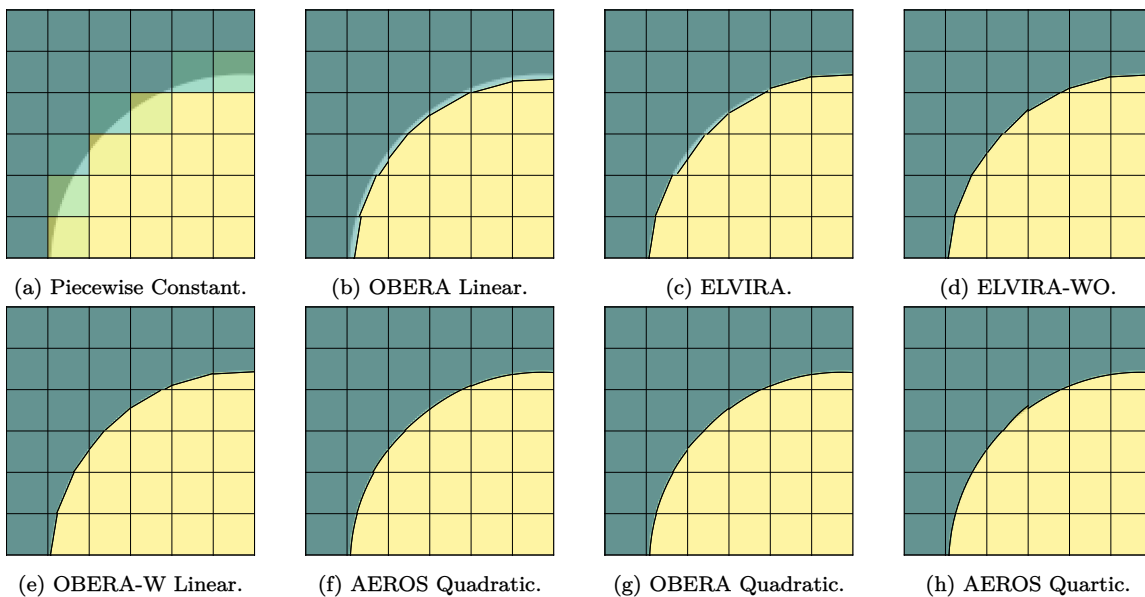 (a) Piecewise Constant.
(b) OBERA Linear.
(c) ELVIRA.
(d) ELVIRA-WO.
(e) OBERA-W Linear.
(f) AEROS Quadratic.
(g) OBERA Quadratic.
(h) AEROS Quartic.